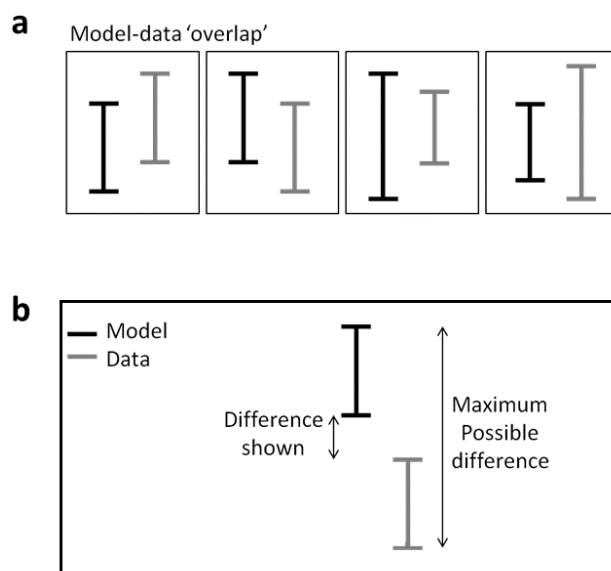 a
Model-data ‘overlap’
b
Model
Data
Difference
shown
Maximum
Possible
difference